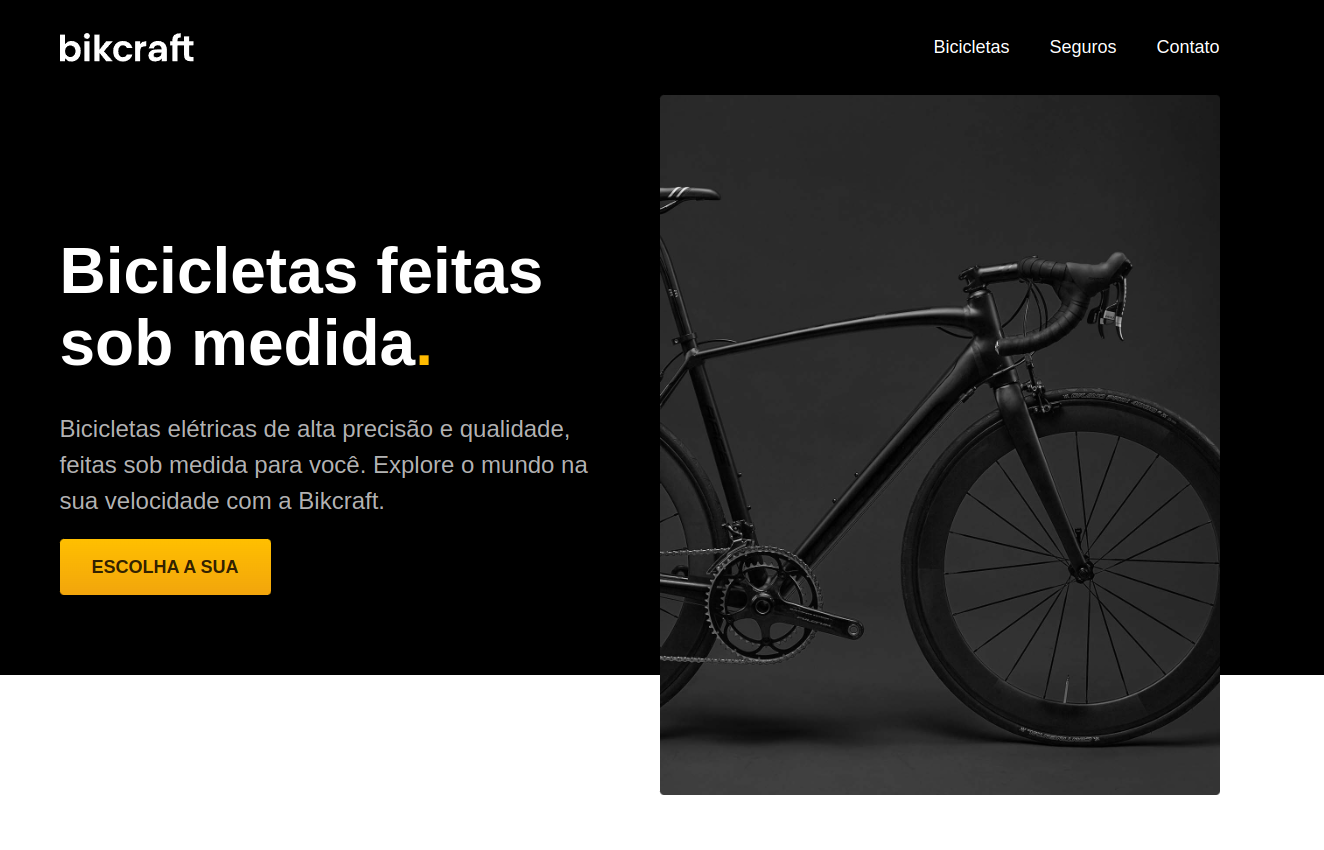 bikcraft
Bicicletas Seguros Contato
Bicicletas feitas
sob medida.
Bicicletas elétricas de alta precisão e qualidade,
feitas sob medida para você. Explore o mundo na
sua velocidade com a Bikcraft.
ESCOLHA A SUA